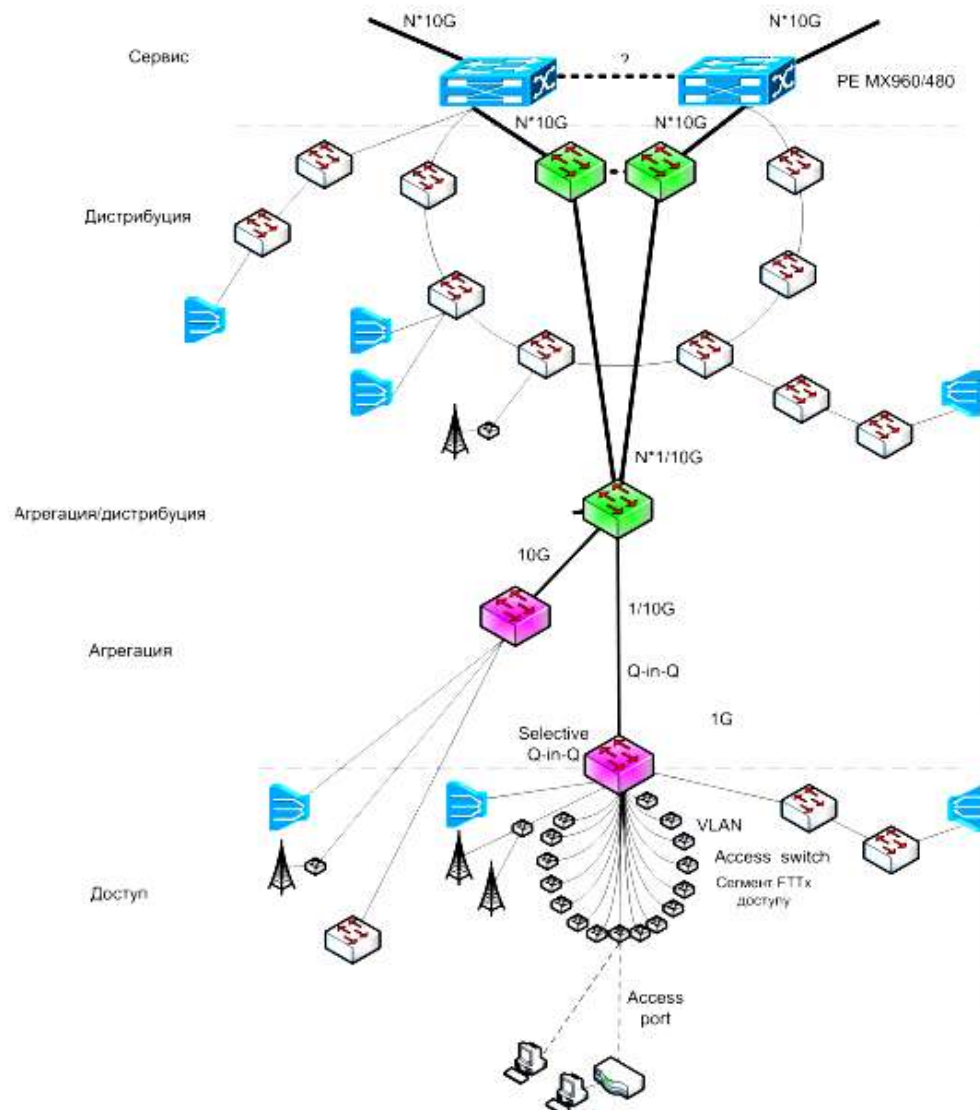 N*10G
N*10G
Сервис
?
PE MX960/480
N*10G
N*10G
Дистрибуция
N*1/10G
Агрегация/дистрибуция
10G
1/10G
Агрегация
Q-in-Q
1G
Selective
Q-in-Q
VLAN
Access switch
Сегмент FTTx
доступу
Доступ
Access
port